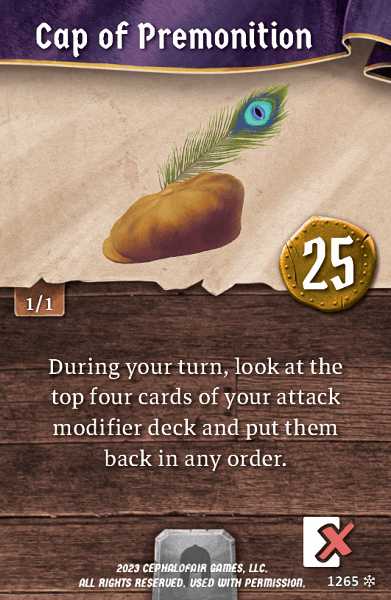 Cap of Premonition
25
1/1
During your turn, look at the
top four cards of your attack
modifier deck and put them
back in any order.
2023 CEPHALOFAIR GAMES, LLC.
ALL RIGHTS RESERVED. USED WITH PERMISSION.
1265